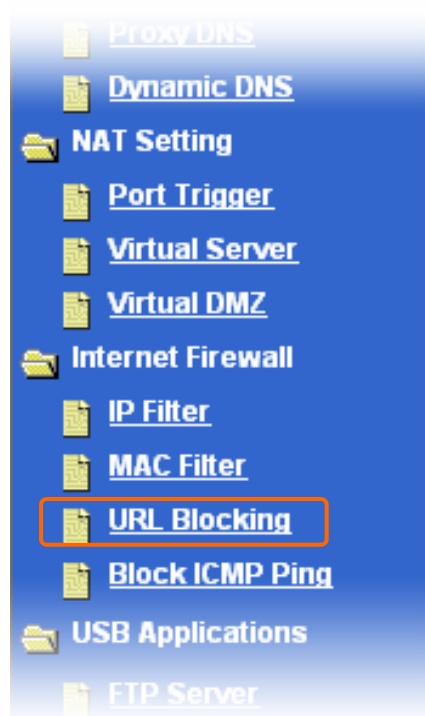 Proxy DNS
Dynamic DNS
NAT Setting
Port Trigger
Virtual Server
Virtual DMZ
Internet Firewall
IP Filter
MAC Filter
URL Blocking
Block ICMP Ping
USB Applications
FTP Server